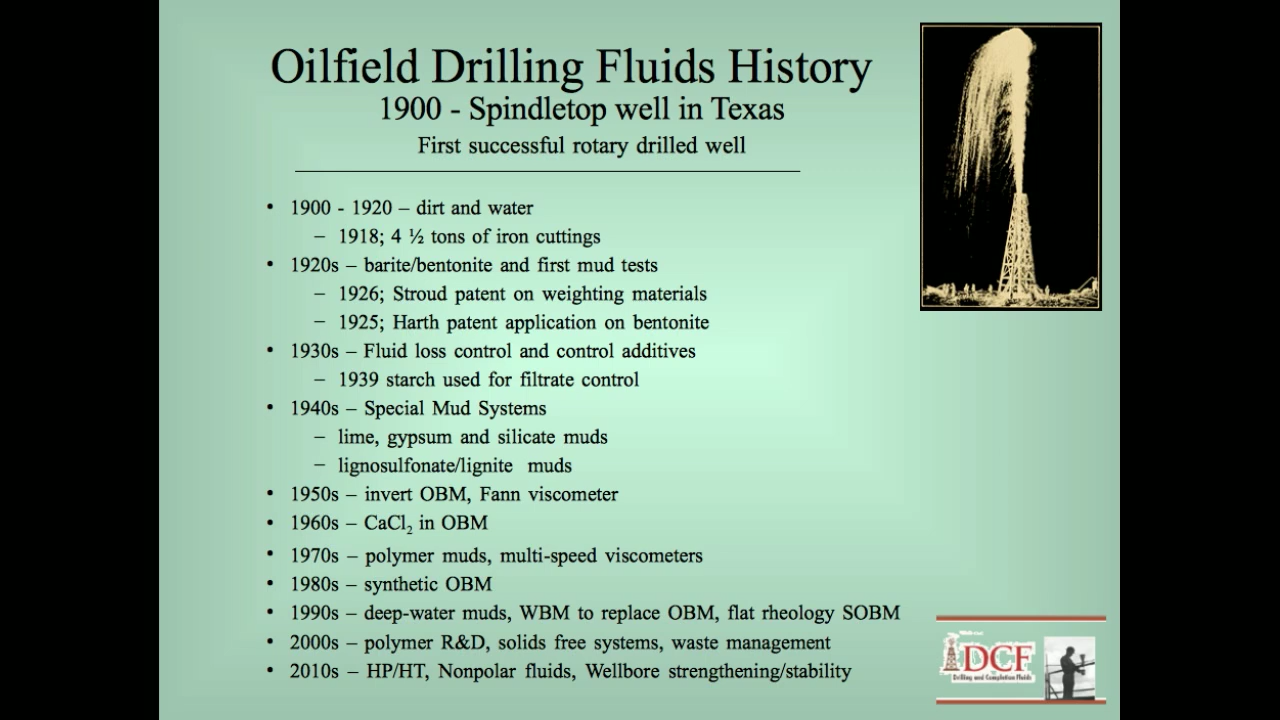 Oilfield Drilling Fluids History
1900 - Spindletop well in Texas
First successful rotary drilled well
• 1900 - 1920 – dirt and water
– 1918; 4 ½ tons of iron cuttings
• 1920s – barite/bentonite and first mud tests
– 1926; Stroud patent on weighting materials
– 1925; Harth patent application on bentonite
• 1930s – Fluid loss control and control additives
– 1939 starch used for filtrate control
• 1940s – Special Mud Systems
– lime, gypsum and silicate muds
– lignosulfonate/lignite muds
• 1950s – invert OBM, Fann viscometer
• 1960s – CaCl₂ in OBM
• 1970s – polymer muds, multi-speed viscometers
• 1980s – synthetic OBM
• 1990s – deep-water muds, WBM to replace OBM, flat rheology SOBM
• 2000s – polymer R&D, solids free systems, waste management
• 2010s – HP/HT, Nonpolar fluids, Wellbore strengthening/stability
DCF
Drilling and Completion Fluids